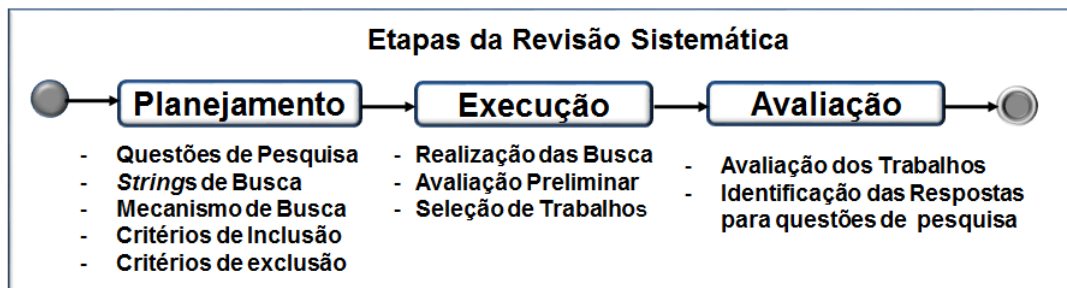 Etapas da Revisão Sistemática
Planejamento
- Questões de Pesquisa
- Strings de Busca
- Mecanismo de Busca
- Critérios de Inclusão
- Critérios de exclusão
Execução
- Realização das Busca
- Avaliação Preliminar
- Seleção de Trabalhos
Avaliação
- Avaliação dos Trabalhos
- Identificação das Respostas
para questões de pesquisa